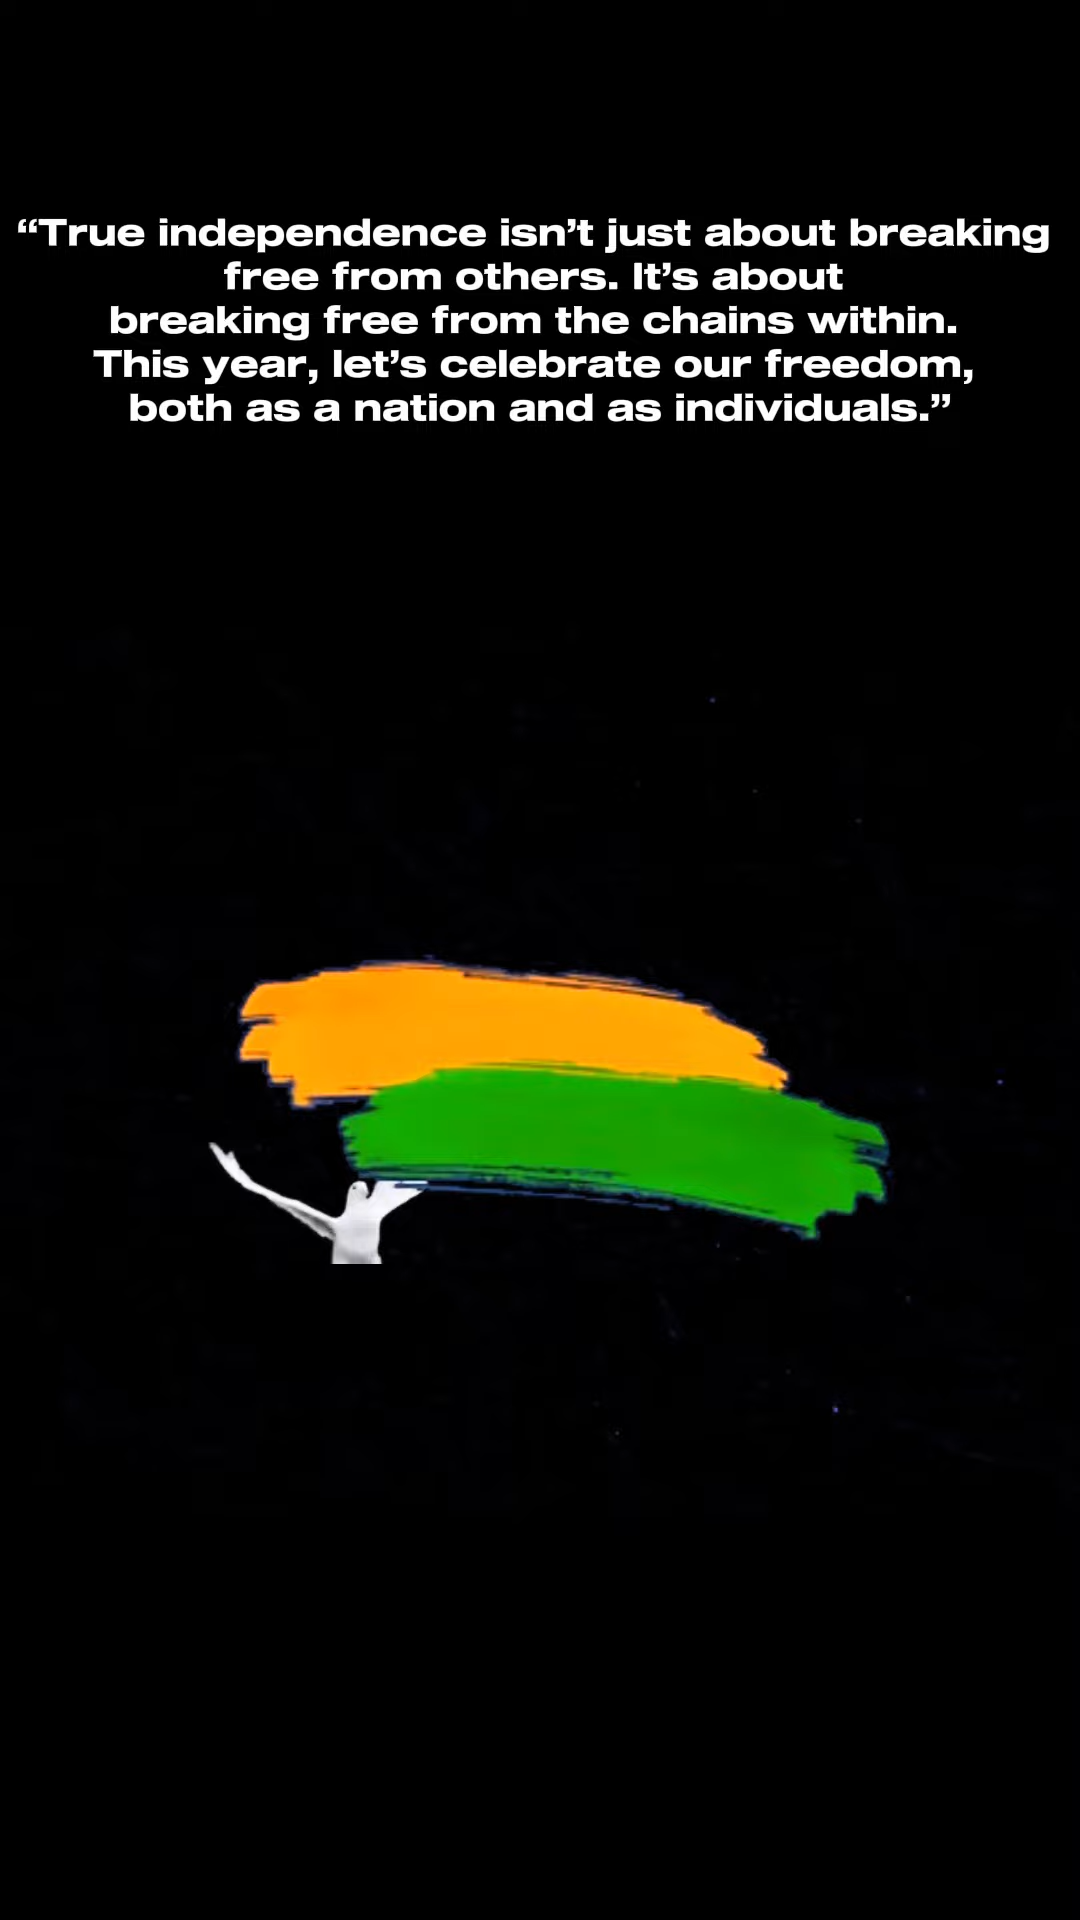 “True independence isn’t just about breaking
free from others. It’s about
breaking free from the chains within.
This year, let’s celebrate our freedom,
both as a nation and as individuals.”